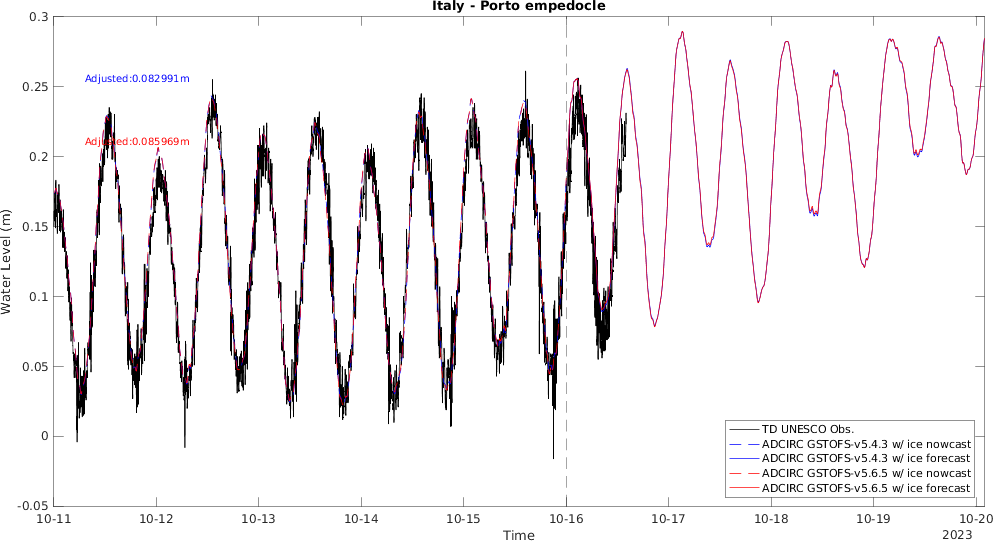 Italy - Porto empedocle
0.3
0.25
0.2
0.15
0.1
0.05
0
-0.05
Water Level (m)
Adjusted:0.082991m
Adjusted:0.085969m
TD UNESCO Obs.
ADCIRC GSTOFS-v5.4.3 w/ ice nowcast
ADCIRC GSTOFS-v5.4.3 w/ ice forecast
ADCIRC GSTOFS-v5.6.5 w/ ice nowcast
ADCIRC GSTOFS-v5.6.5 w/ ice forecast
10-11 10-12 10-13 10-14 10-15 10-16 10-17 10-18 10-19 10-20
Time
2023